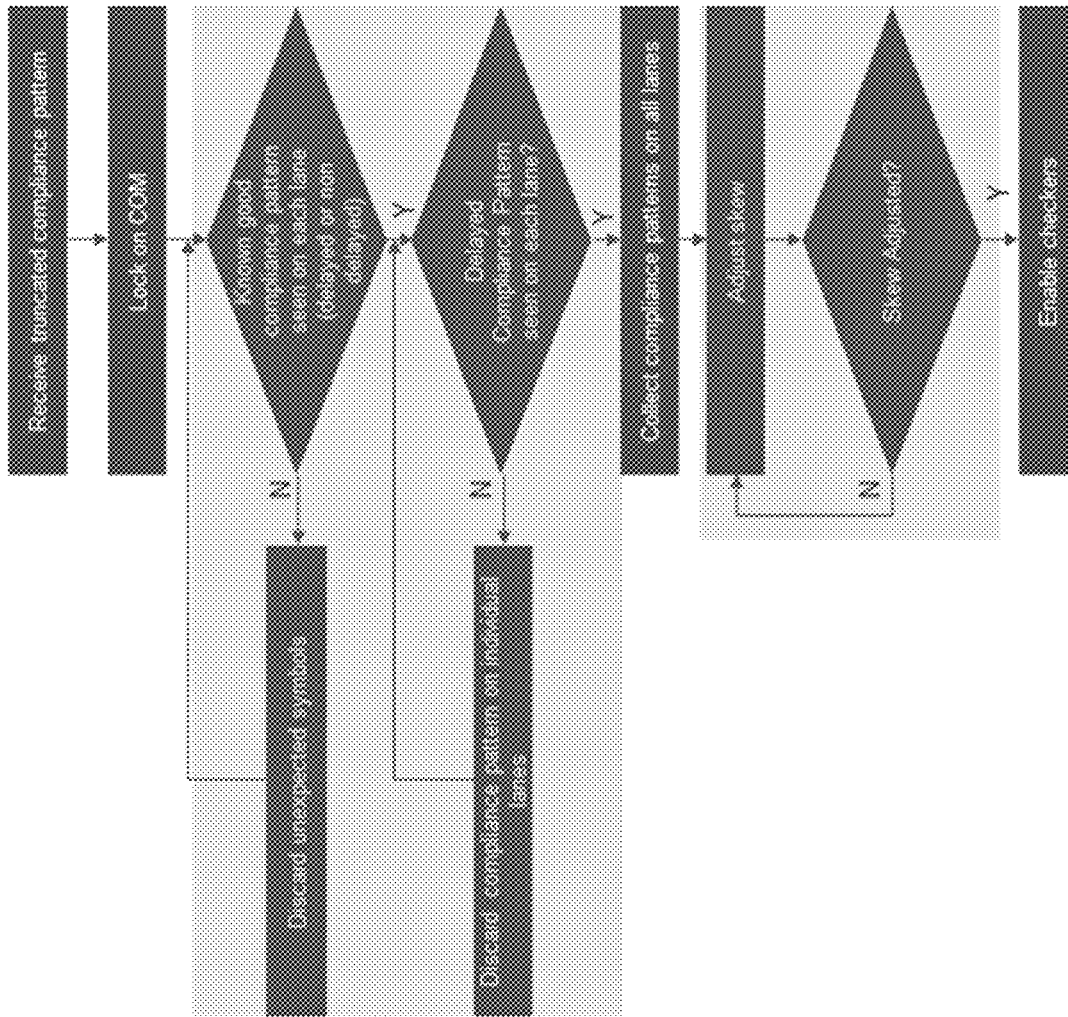 Receive truncated compliance pattern
Lock on COM
Known good
compliance pattern
seen on each lane
(delayed or non
delayed)
N
Y
Discard unexpected symbols
Delayed
Compliance Pattern
seen on each lane?
N
Y
Discard compliance pattern on individual
lanes
Collect compliance patterns on all lanes
Adjust skew
Skew Adjusted?
N
Y
Enable checkers